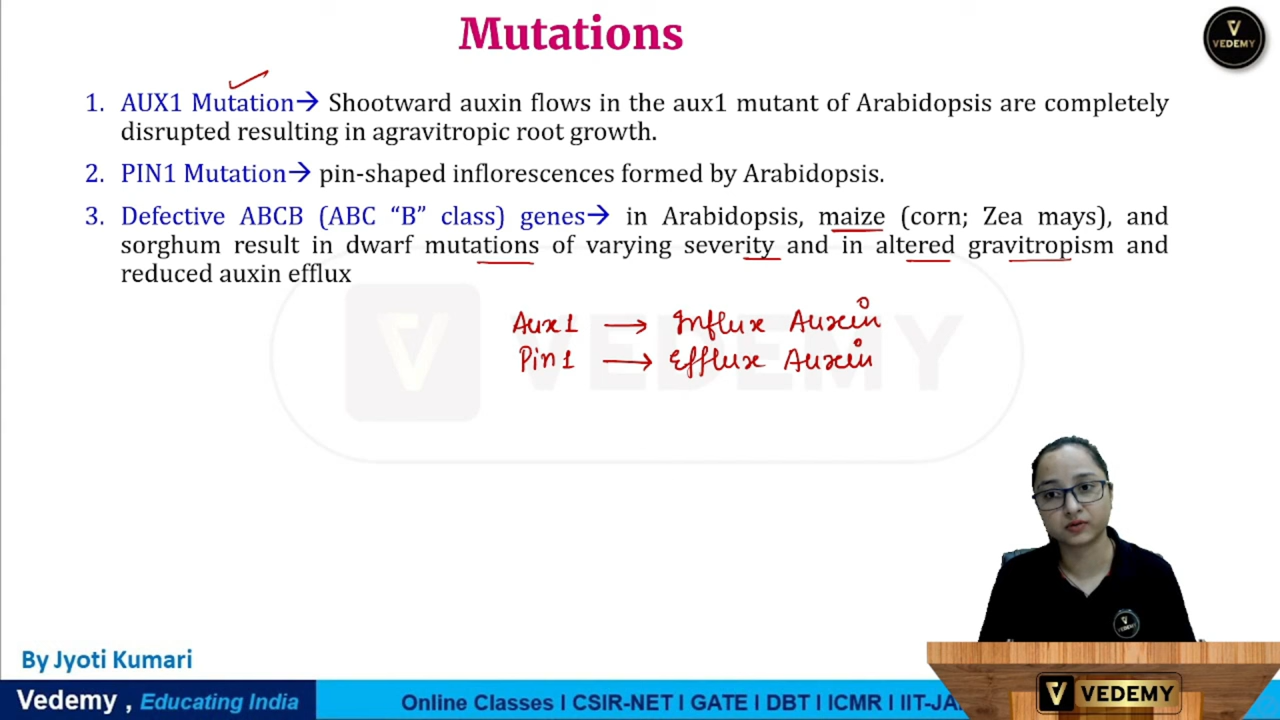 Mutations
V
VEDEMY
1. AUX1 Mutation→ Shootward auxin flows in the aux1 mutant of Arabidopsis are completely
disrupted resulting in agravitropic root growth.
2. PIN1 Mutation→ pin-shaped inflorescences formed by Arabidopsis.
3. Defective ABCB (ABC “B” class) genes→ in Arabidopsis, maize (corn; Zea mays), and
sorghum result in dwarf mutations of varying severity and in altered gravitropism and
reduced auxin efflux
Aux1 → Influx Auxin
Pin1 → Efflux Auxin
VEDEMY
VEDEMY
By Jyoti Kumari
Vedemy , Educating India
Online Classes I CSIR-NET I GATE I DBT I ICMR I IIT-JA
V VEDEMY